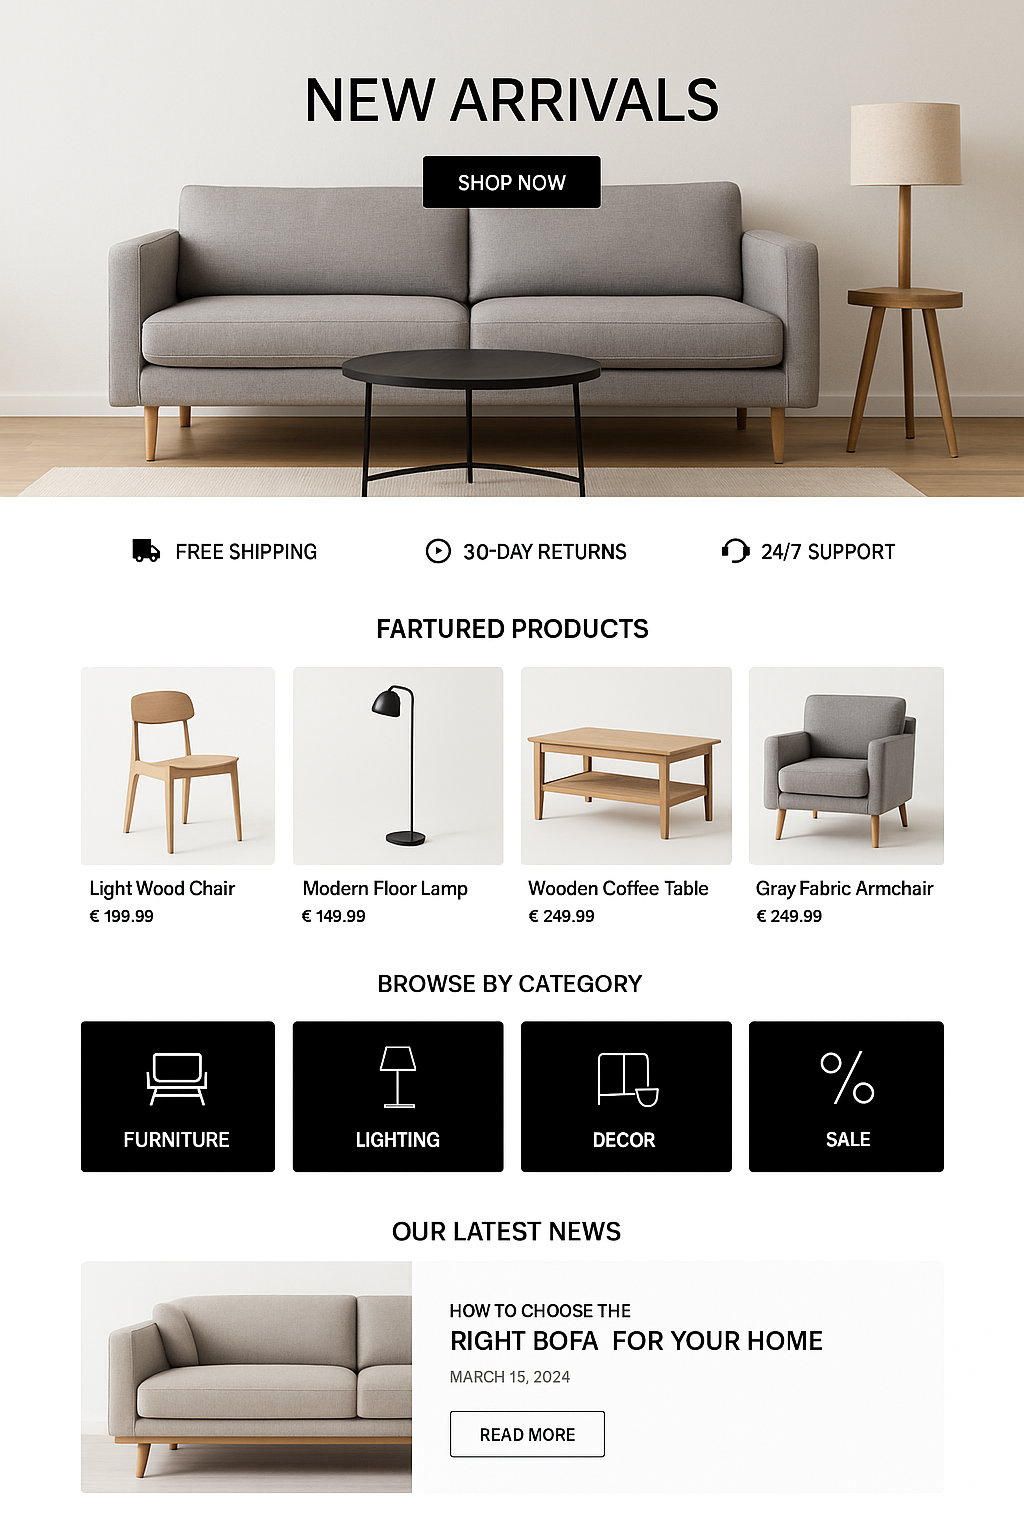 NEW ARRIVALS
SHOP NOW
FREE SHIPPING
30-DAY RETURNS
24/7 SUPPORT
FARTURED PRODUCTS
Light Wood Chair
€ 199.99
Modern Floor Lamp
€ 149.99
Wooden Coffee Table
€ 249.99
Gray Fabric Armchair
€ 249.99
BROWSE BY CATEGORY
FURNITURE
LIGHTING
DECOR
SALE
OUR LATEST NEWS
HOW TO CHOOSE THE
RIGHT BOFA FOR YOUR HOME
MARCH 15, 2024
READ MORE